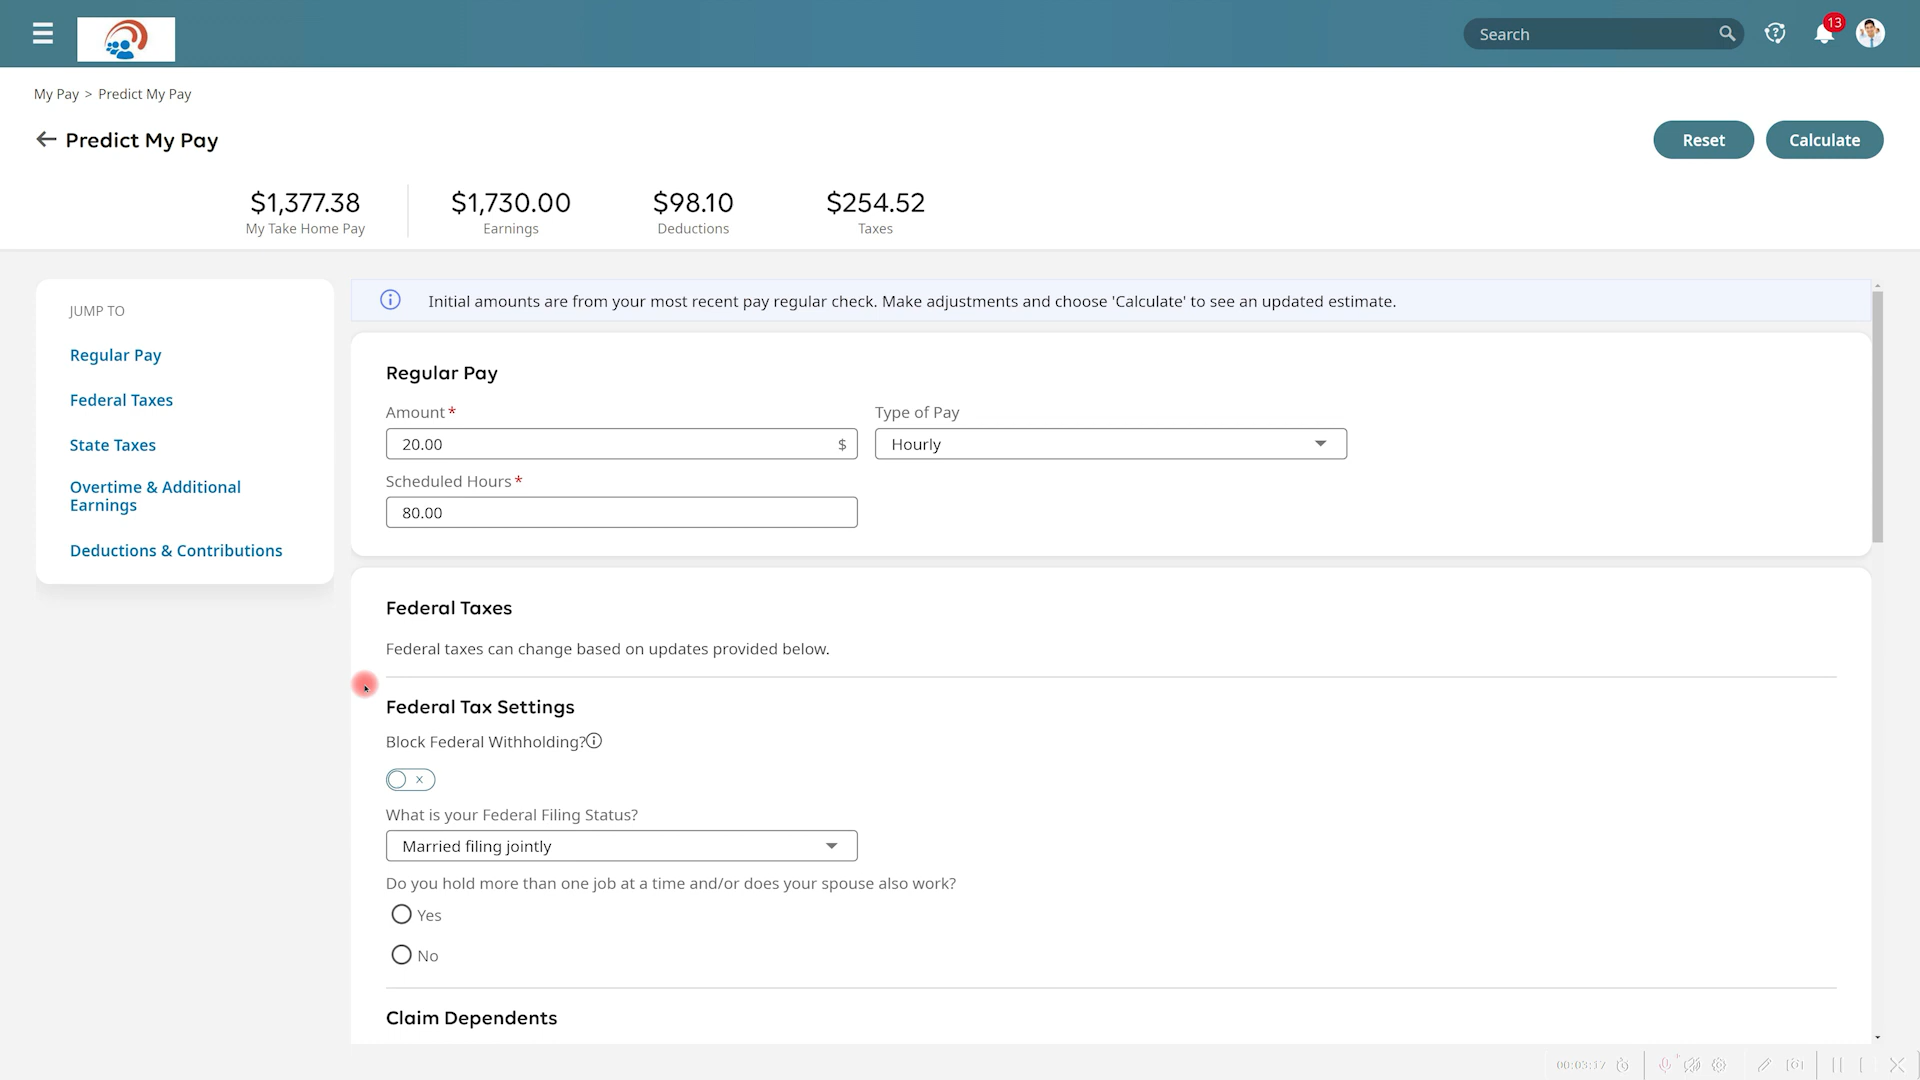 Search
13
My Pay > Predict My Pay
Predict My Pay
Reset
Calculate
$1,377.38
My Take Home Pay
$1,730.00
Earnings
$98.10
Deductions
$254.52
Taxes
JUMP TO
Regular Pay
Federal Taxes
State Taxes
Overtime & Additional
Earnings
Deductions & Contributions
Initial amounts are from your most recent pay regular check. Make adjustments and choose 'Calculate' to see an updated estimate.
Regular Pay
Amount*
20.00 $
Type of Pay
Hourly
Scheduled Hours*
80.00
Federal Taxes
Federal taxes can change based on updates provided below.
Federal Tax Settings
Block Federal Withholding?
What is your Federal Filing Status?
Married filing jointly
Do you hold more than one job at a time and/or does your spouse also work?
Yes
No
Claim Dependents
00:03:17